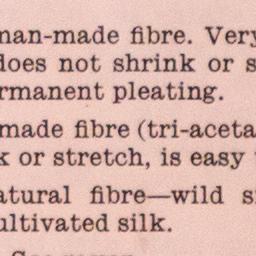 man-made fibre. Very
does not shrink or s
rmanent pleating.
made fibre (tri-aceta
k or stretch, is easy
atural fibre—wild s
ultivated silk.